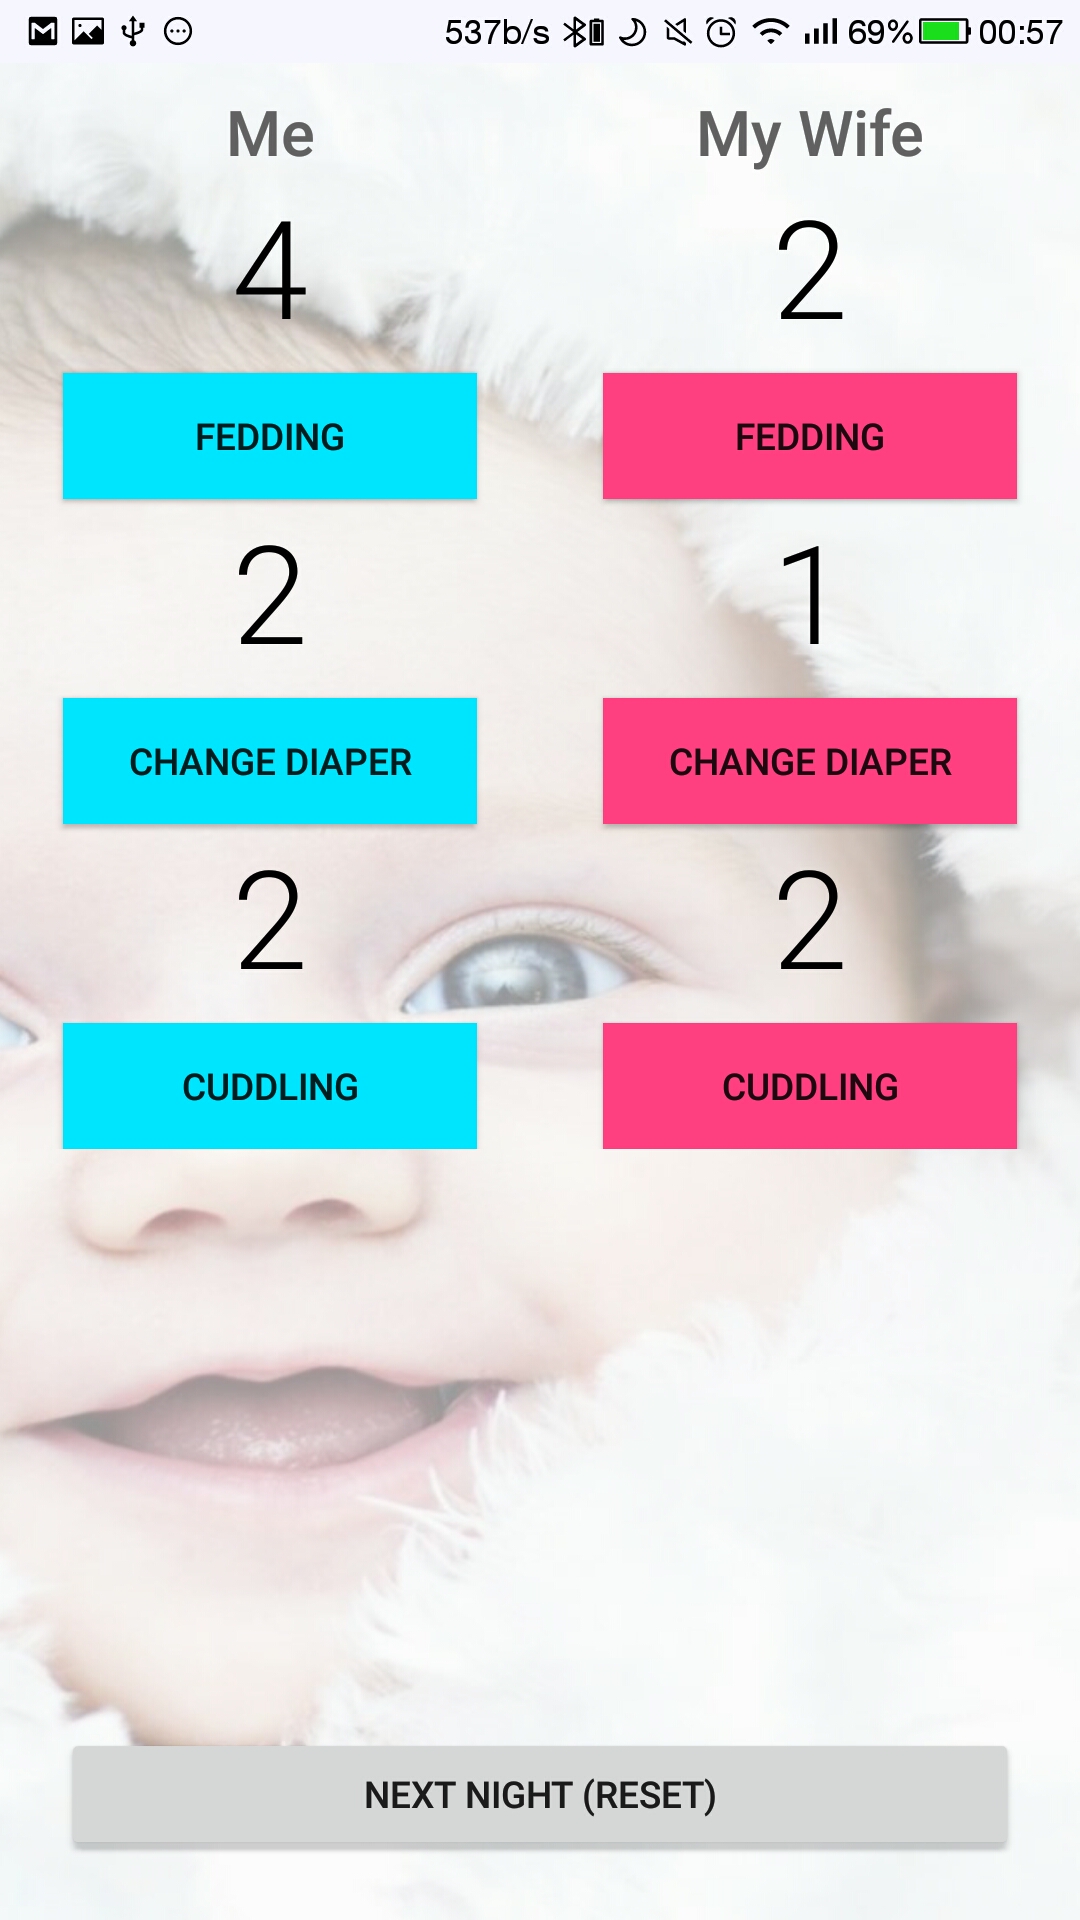 537b/s 69% 00:57
Me My Wife
4 2
FEDDING FEDDING
2 1
CHANGE DIAPER CHANGE DIAPER
2 2
CUDDLING CUDDLING
NEXT NIGHT (RESET)